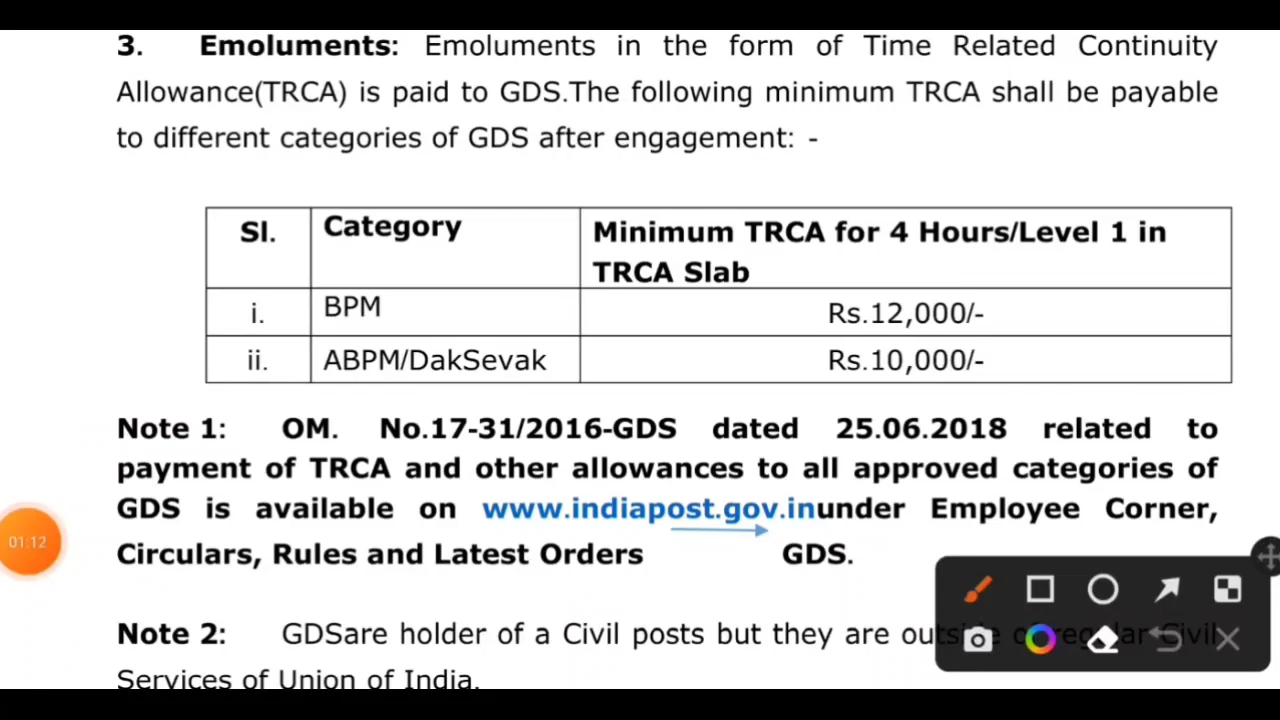 3. Emoluments: Emoluments in the form of Time Related Continuity
Allowance(TRCA) is paid to GDS.The following minimum TRCA shall be payable
to different categories of GDS after engagement: -
Sl. Category Minimum TRCA for 4 Hours/Level 1 in
TRCA Slab
i. BPM Rs.12,000/-
ii. ABPM/DakSevak Rs.10,000/-
Note 1: OM. No.17-31/2016-GDS dated 25.06.2018 related to
payment of TRCA and other allowances to all approved categories of
GDS is available on www.indiapost.gov.inunder Employee Corner,
01:12
Circulars, Rules and Latest Orders GDS.
Note 2: GDSare holder of a Civil posts but they are outside of regular Civil
Services of Union of India.